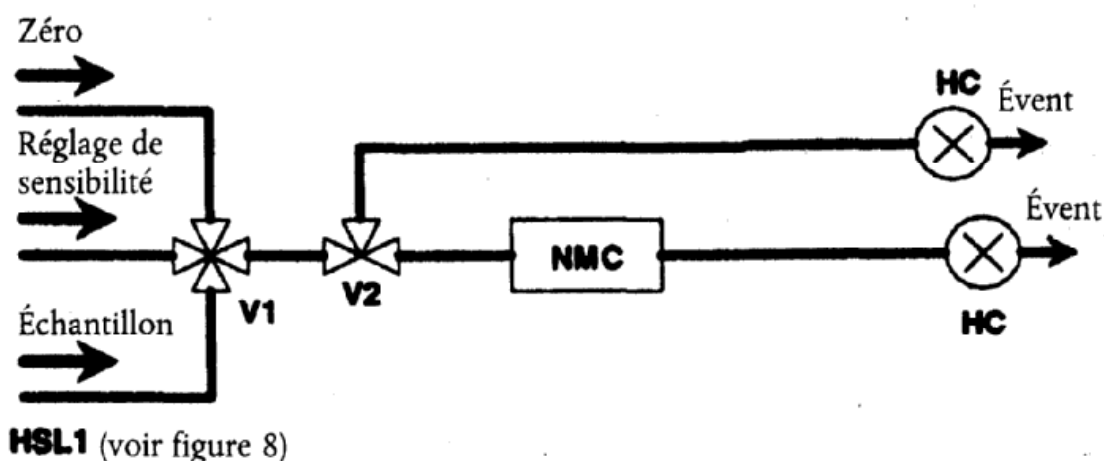 Zéro
HC
Évent
Réglage de
sensibilité
Évent
NMC
V2
V1
HC
Échantillon
HSL1 (voir figure 8)